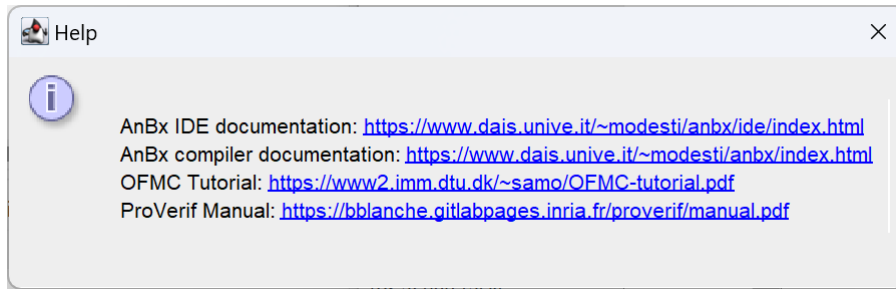 Help
AnBx IDE documentation: https://www.dais.unive.it/~modesti/anbx/ide/index.html
AnBx compiler documentation: https://www.dais.unive.it/~modesti/anbx/index.html
OFMC Tutorial: https://www2.imm.dtu.dk/~samo/OFMC-tutorial.pdf
ProVerif Manual: https://bblanche.gitlabpages.inria.fr/proverif/manual.pdf